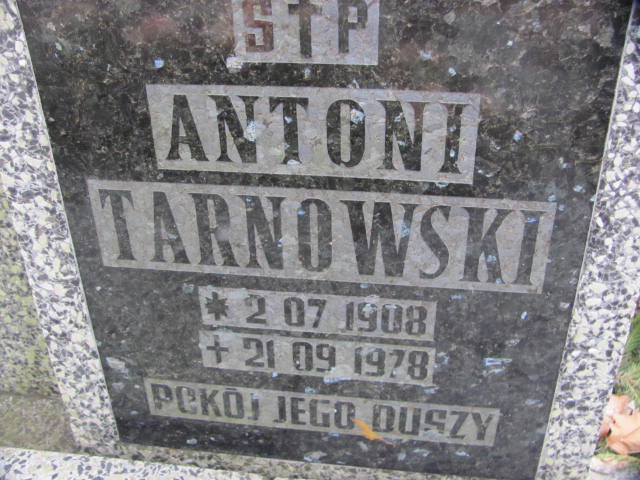 S†P
ANTONI
TARNOWSKI
* 2 07 1908
+ 21 09 1978
POKÓJ JEGO DUSZY